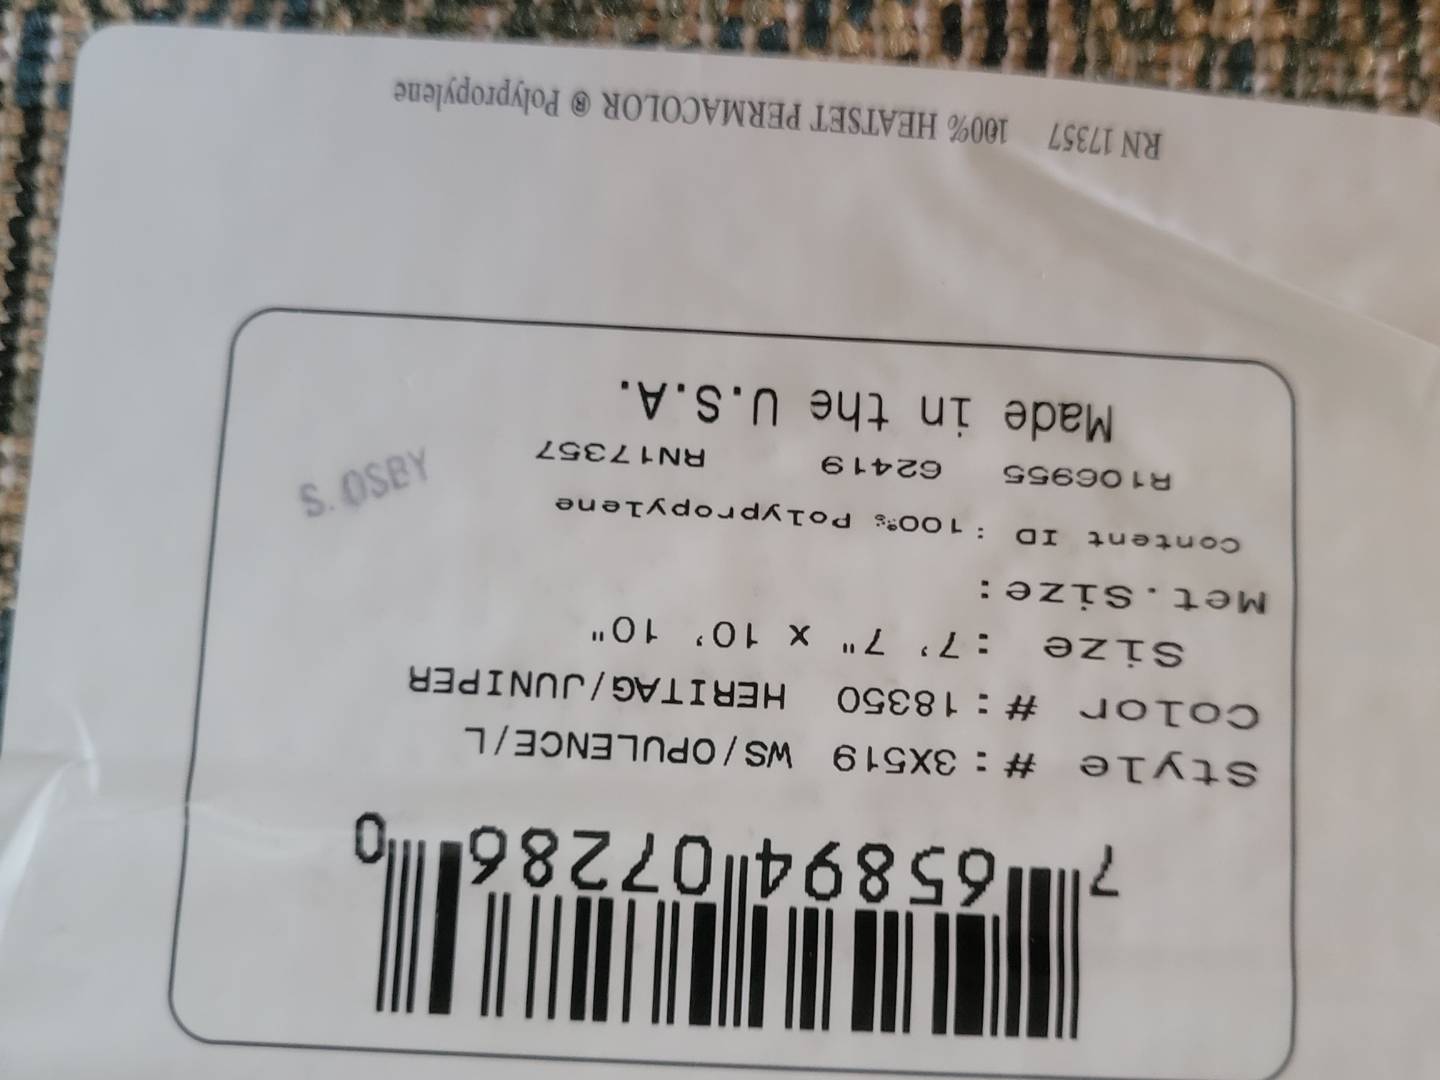 7 65894 07286 0
Style #:3X519 WS/OPULENCE/L
Color #:18350 HERITAG/JUNIPER
Size :7' 7" x 10' 10"
Met.Size:
Content ID :100% Polypropylene
R106955 62419 RN17357
Made in the U.S.A.
S. OSBY
RN 17357 100% HEATSET PERMACOLOR ® Polypropylene